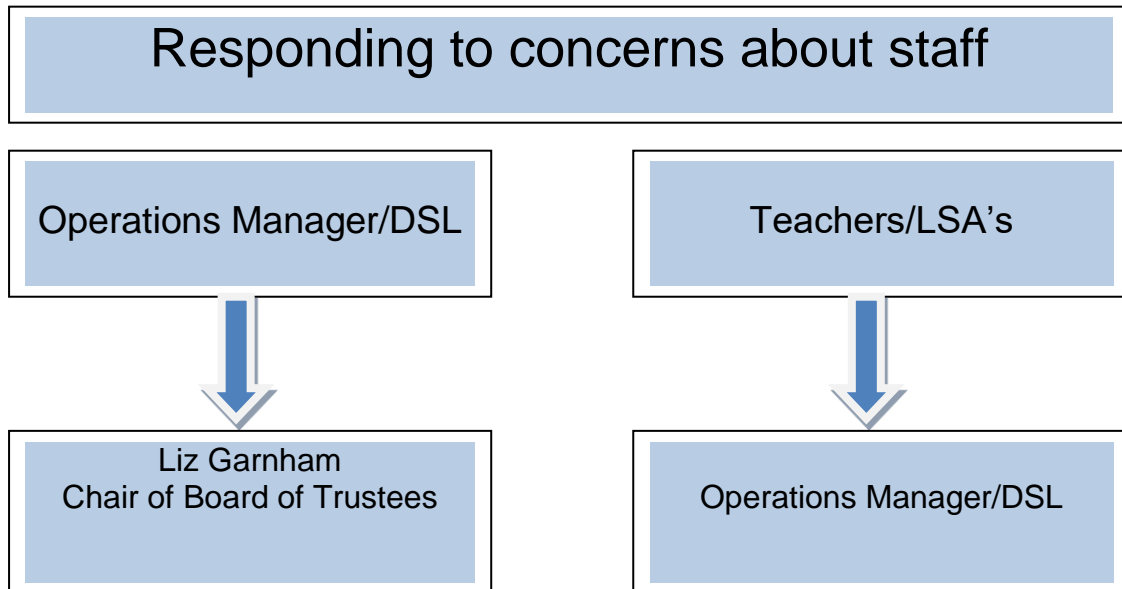 Responding to concerns about staff
Operations Manager/DSL
Teachers/LSA's
Liz Garnham
Chair of Board of Trustees
Operations Manager/DSL